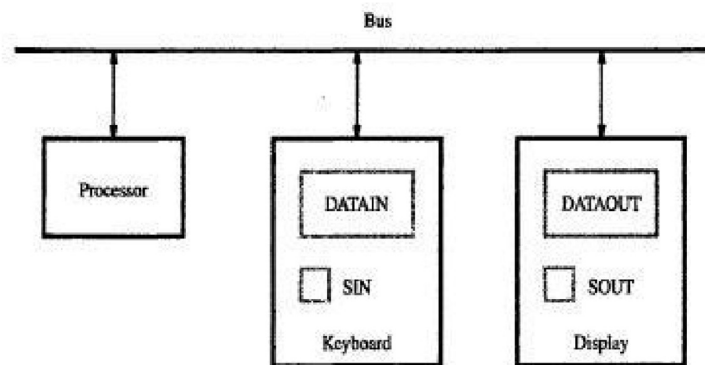 Bus
Processor
DATAIN
DATAOUT
SIN
SOUT
Keyboard
Display